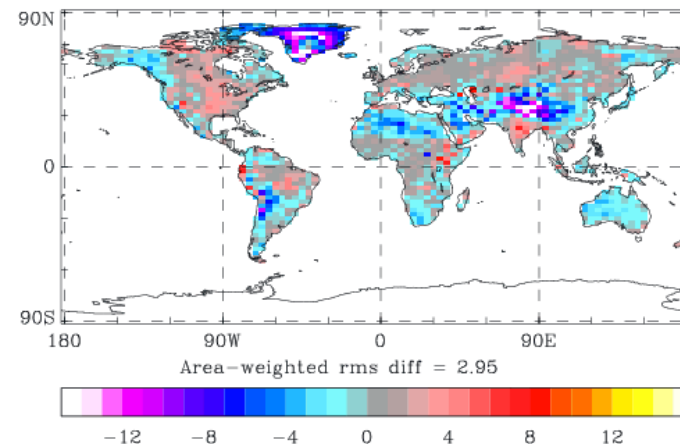 90N
0
90S
180 90W 0 90E
Area-weighted rms diff = 2.95
−12 −8 −4 0 4 8 12